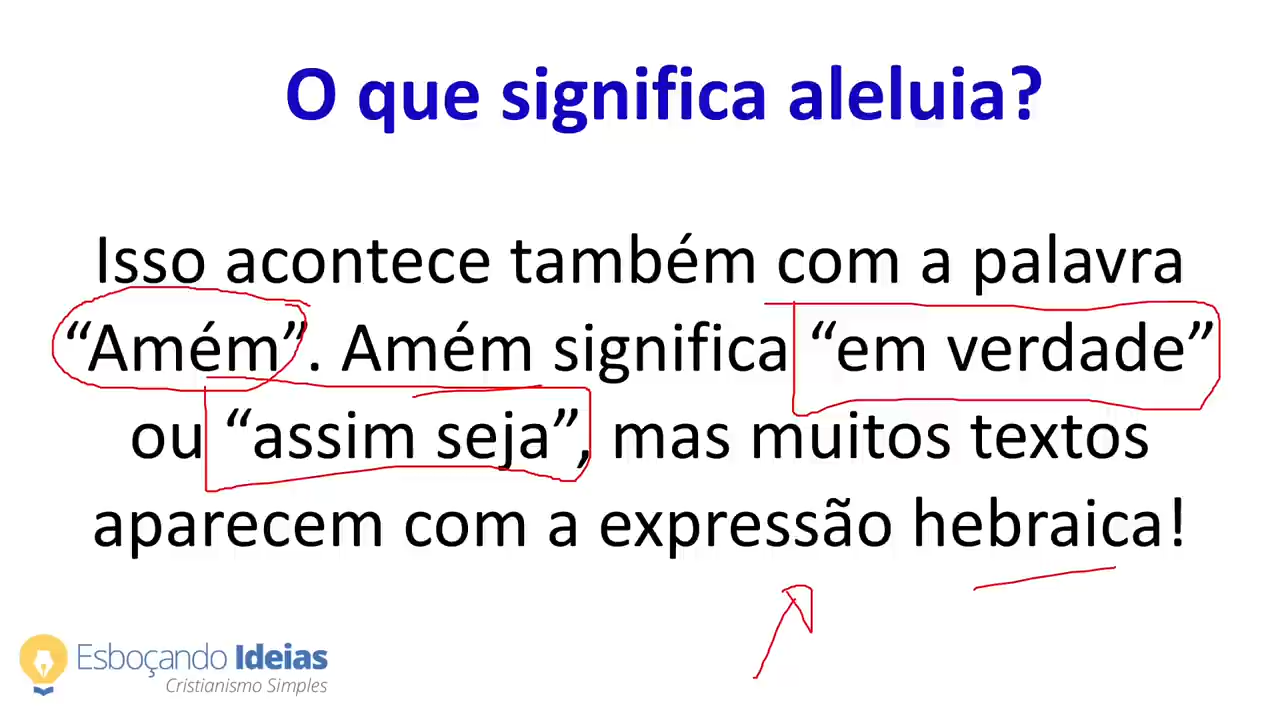 O que significa aleluia?
Isso acontece também com a palavra
“Amém”. Amém significa “em verdade”
ou “assim seja”, mas muitos textos
aparecem com a expressão hebraica!
Esboçando Ideias
Cristianismo Simples